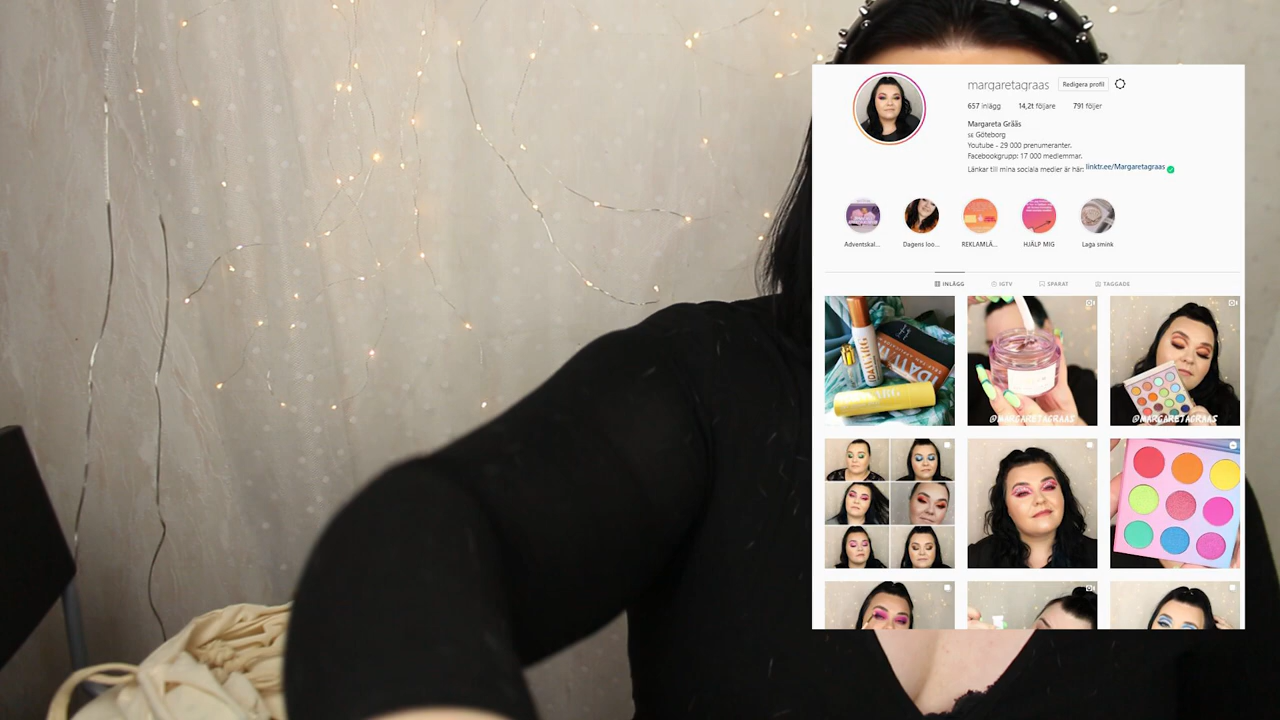 margaretagraas Redigera profil
657 inlägg 14,2t följare 791 följer
Margareta Grääs
SE Göteborg
Youtube - 29 000 prenumeranter.
Facebookgrupp: 17 000 medlemmar.
Länkar till mina sociala medier är här: linktr.ee/Margaretagraas
Adventskal... Dagens loo... REKLAMLÄ... HJÄLP MIG Laga smink
INLÄGG IGTV SPARAT TAGGADE
@MARGARETAGRAAS @MARGARETAGRAAS